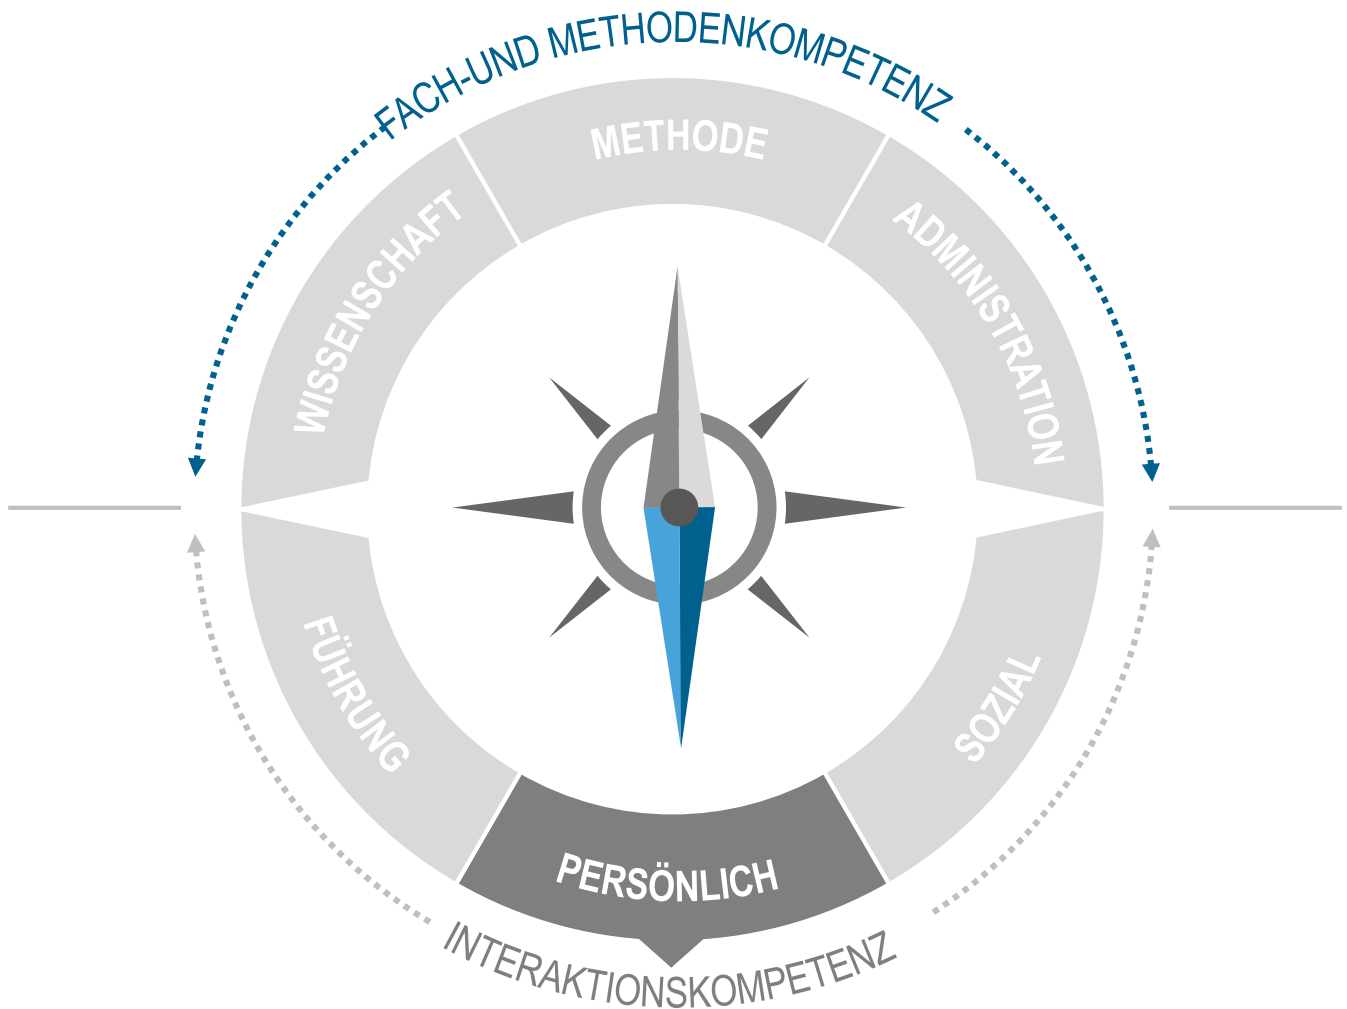 FACH-UND METHODENKOMPETENZ
METHODE
WISSENSCHAFT
ADMINISTRATION
FÜHRUNG
SOZIAL
PERSÖNLICH
INTERAKTIONSKOMPETENZ